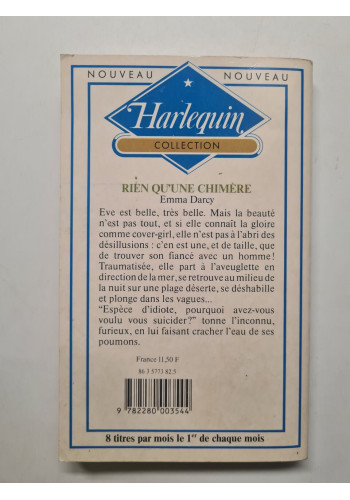 NOUVEAU NOUVEAU
Harlequin
COLLECTION
RIEN QU'UNE CHIMÈRE
Emma Darcy
Eve est belle, très belle. Mais la beauté
n'est pas tout, et si elle connaît la gloire
comme cover-girl, elle n'est pas à l'abri des
désillusions : c'en est une, et de taille, que
de trouver son fiancé avec un homme !
Traumatisée, elle part à l'aveuglette en
direction de la mer, se retrouve au milieu de
la nuit sur une plage déserte, se déshabille
et plonge dans les vagues...
"Espèce d'idiote, pourquoi avez-vous
voulu vous suicider?" tonne l'inconnu,
furieux, en lui faisant cracher l'eau de ses
poumons.
France 11,50 F
86 3 5773 82.5
9 782280 003544
8 titres par mois le 1er de chaque mois